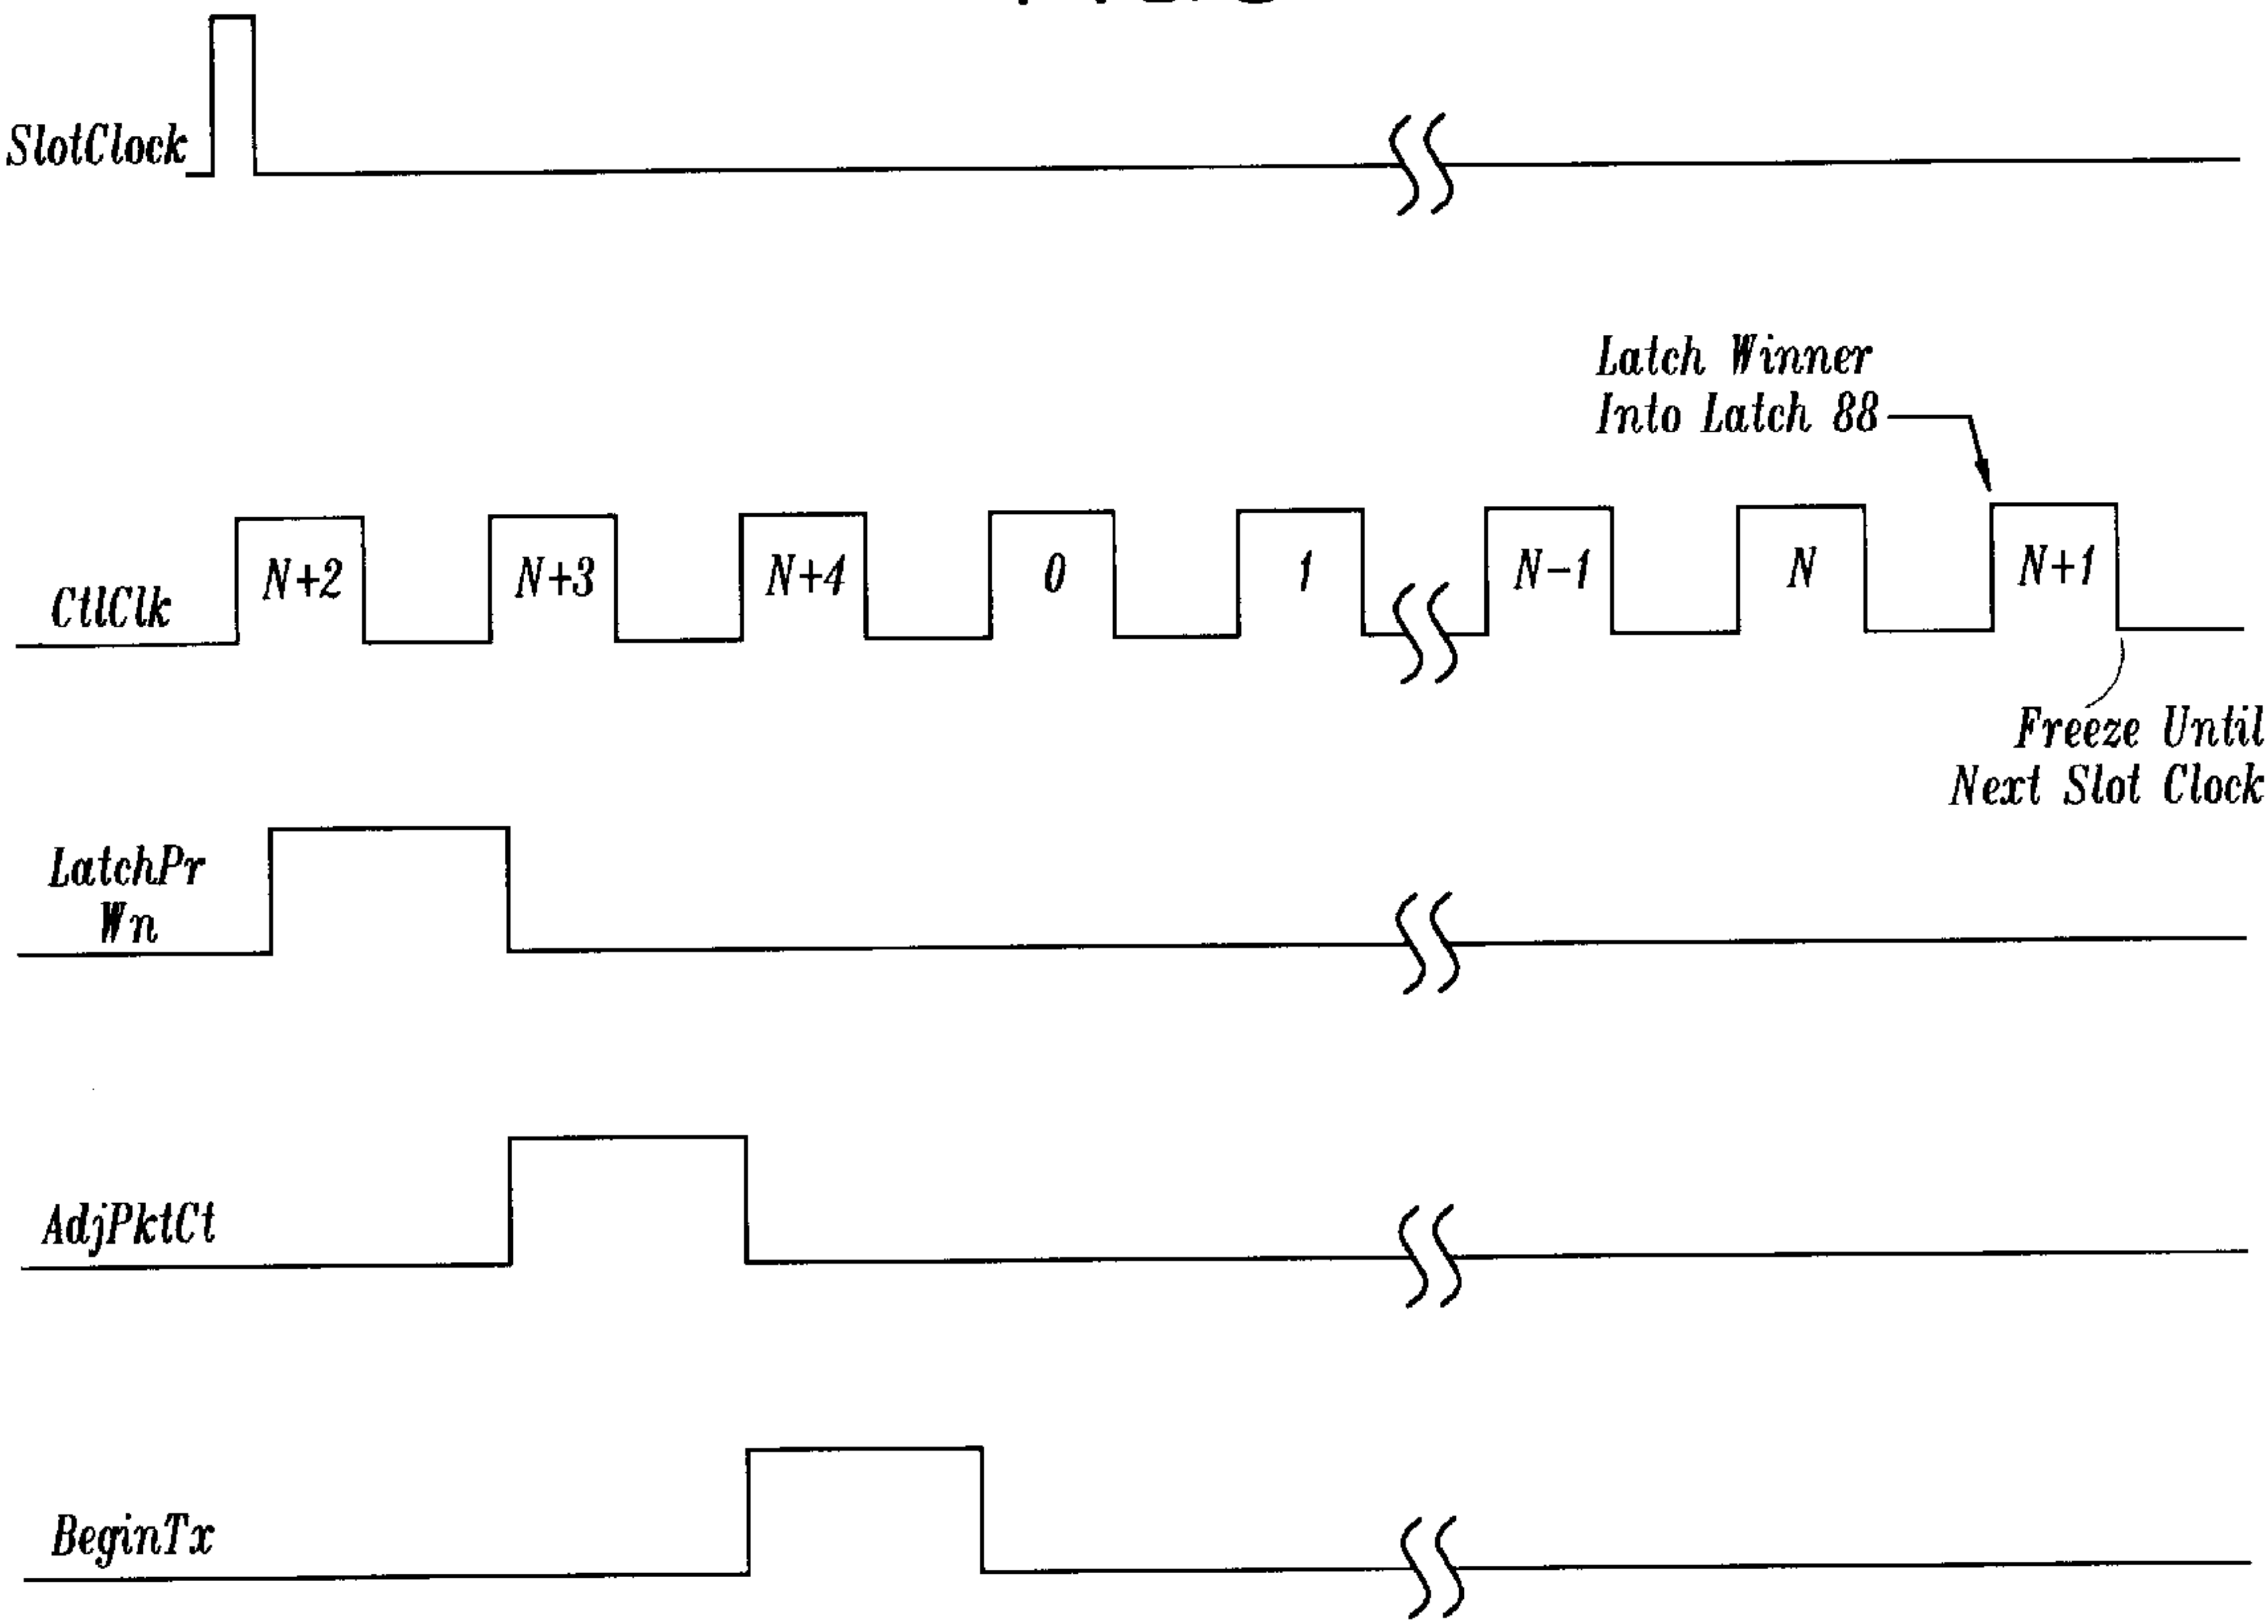 SlotClock
Latch Winner
Into Latch 88
CtlClk
N+2
N+3
N+4
0
1
N-1
N
N+1
Freeze Until
Next Slot Clock
LatchPr
Wn
AdjPktCt
BeginTx